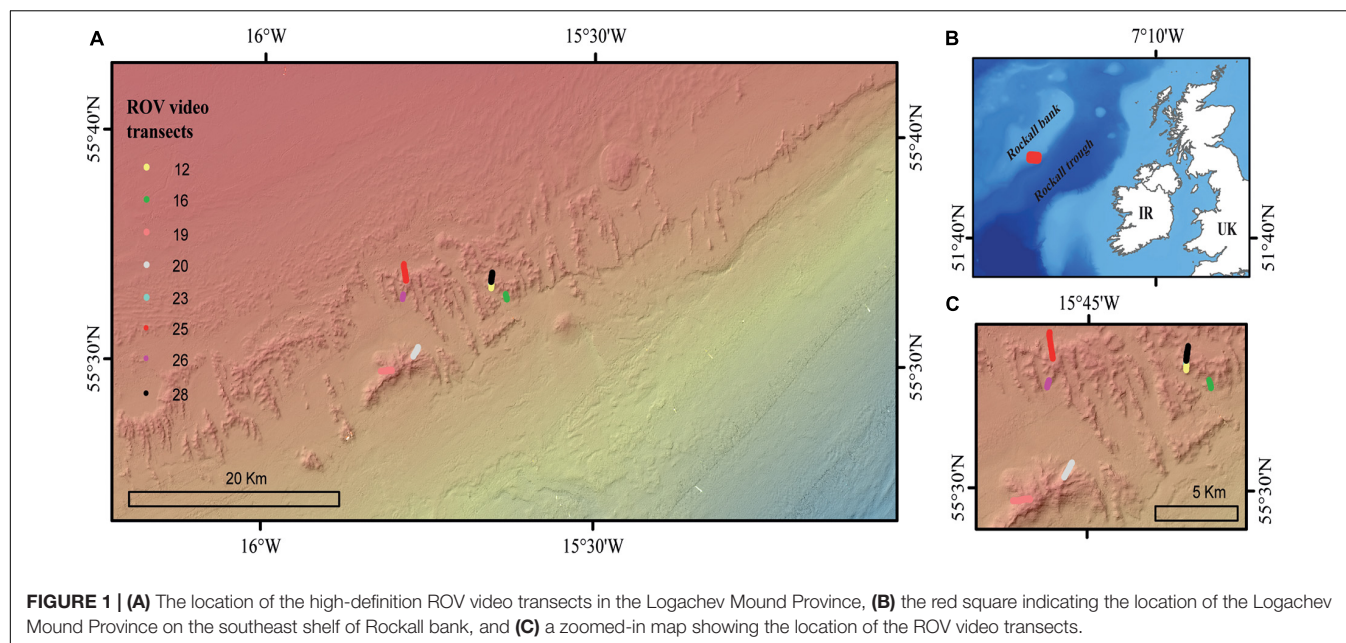 A
16°W
15°30'W
55°40'N
55°40'N
ROV video
transects
12
16
19
20
23
25
26
28
55°30'N
55°30'N
20 Km
16°W
15°30'W
B
7°10'W
Rockall bank
Rockall trough
IR
UK
51°40'N
51°40'N
C
15°45'W
55°30'N
55°30'N
5 Km
FIGURE 1 | (A) The location of the high-definition ROV video transects in the Logachev Mound Province, (B) the red square indicating the location of the Logachev
Mound Province on the southeast shelf of Rockall bank, and (C) a zoomed-in map showing the location of the ROV video transects.